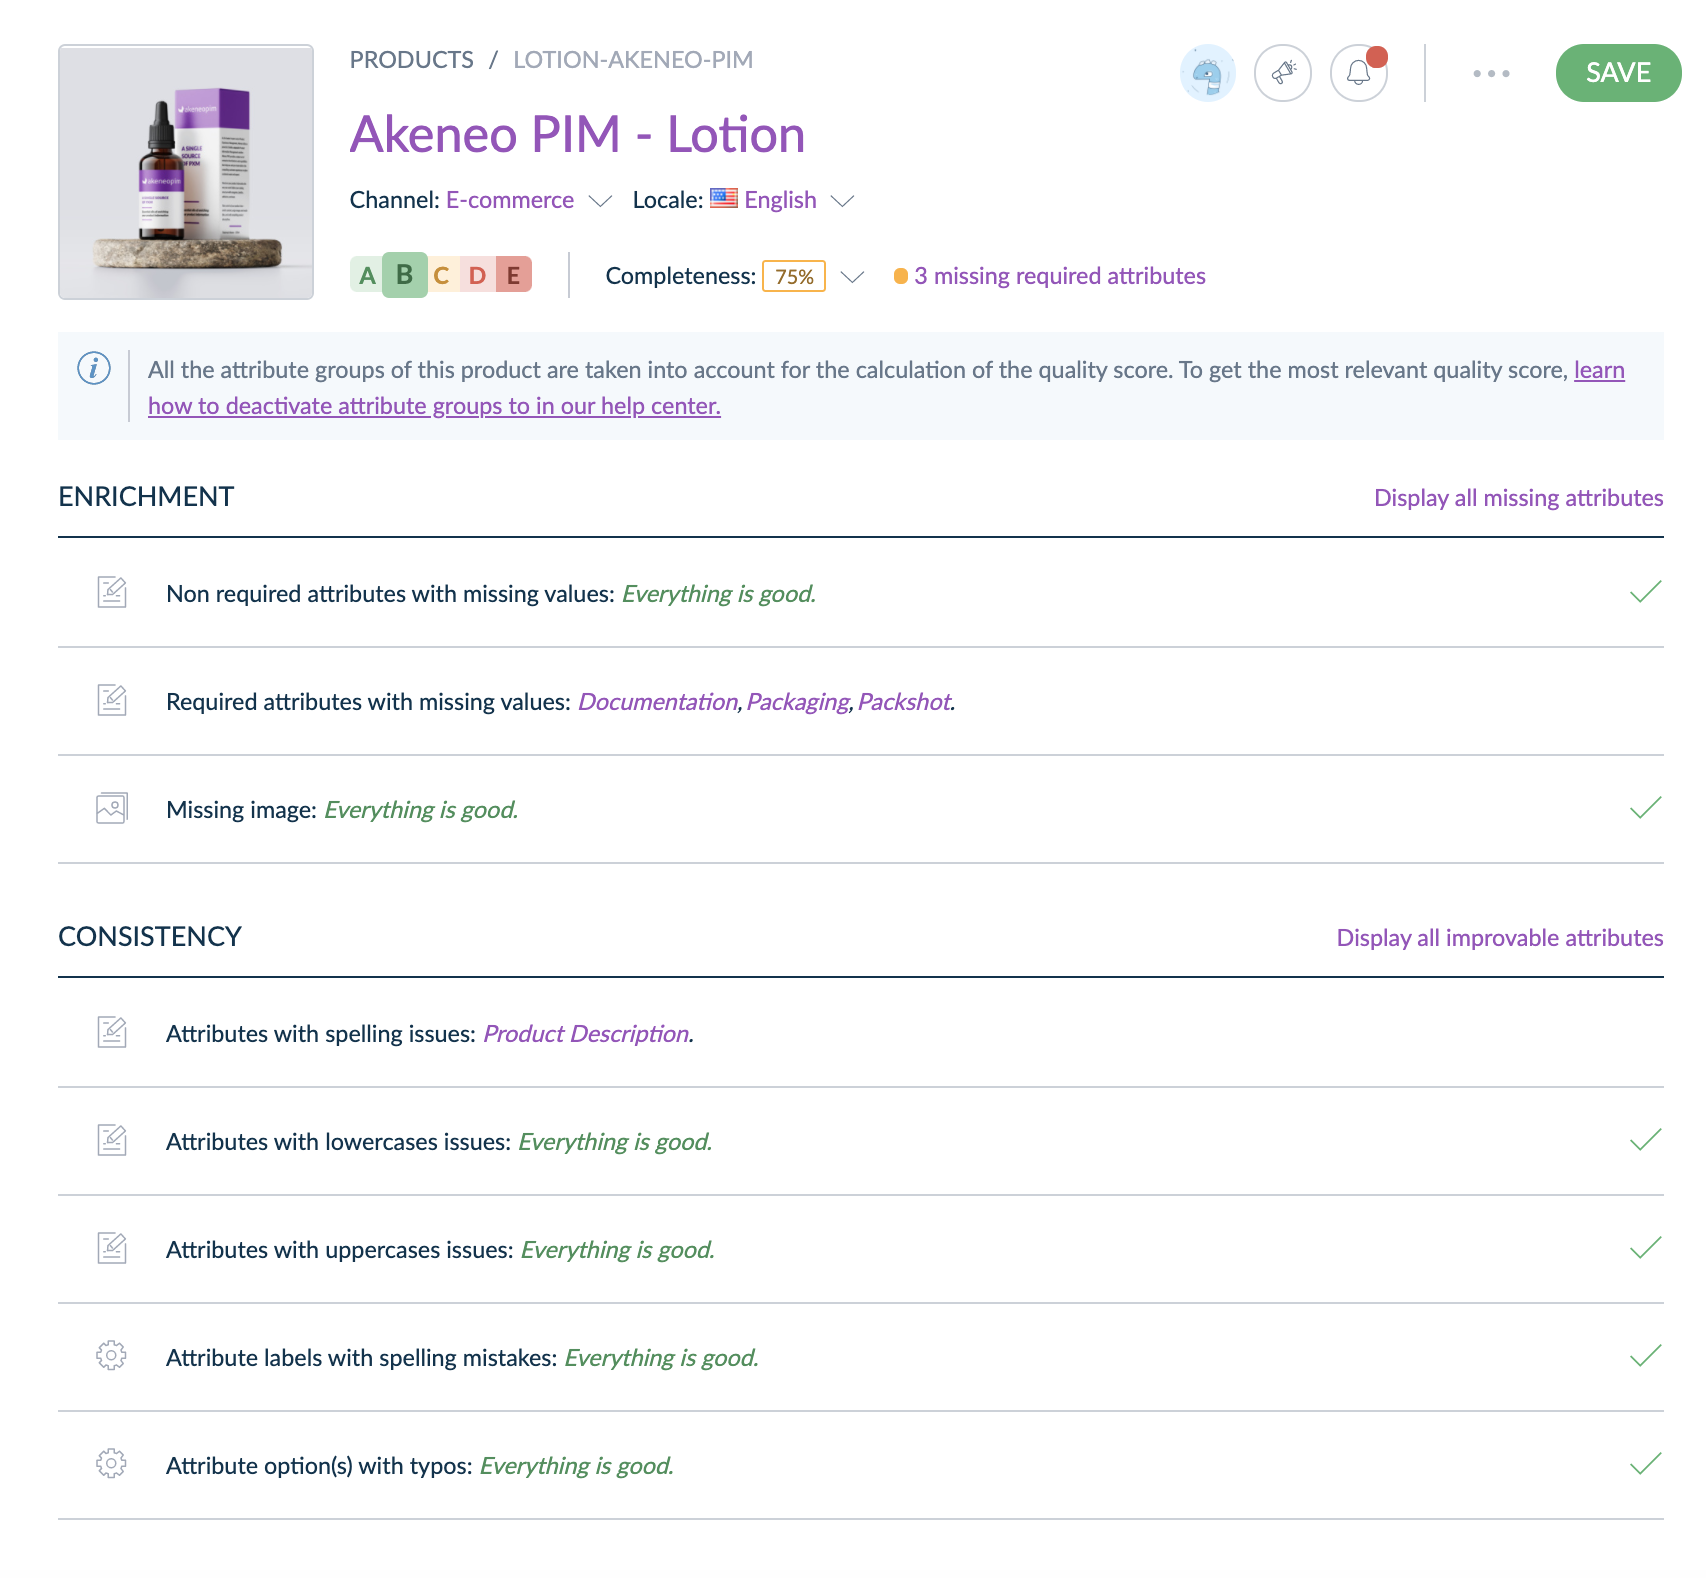 PRODUCTS / LOTION-AKENEO-PIM
SAVE
akeneopim
A SINGLE
SOURCE
OF PXM
akeneopim
Akeneo PIM - Lotion
Channel: E-commerce Locale: English
A B C D E Completeness: 75% 3 missing required attributes
All the attribute groups of this product are taken into account for the calculation of the quality score. To get the most relevant quality score, learn
how to deactivate attribute groups to in our help center.
ENRICHMENT Display all missing attributes
Non required attributes with missing values: Everything is good.
Required attributes with missing values: Documentation, Packaging, Packshot.
Missing image: Everything is good.
CONSISTENCY Display all improvable attributes
Attributes with spelling issues: Product Description.
Attributes with lowercases issues: Everything is good.
Attributes with uppercases issues: Everything is good.
Attribute labels with spelling mistakes: Everything is good.
Attribute option(s) with typos: Everything is good.